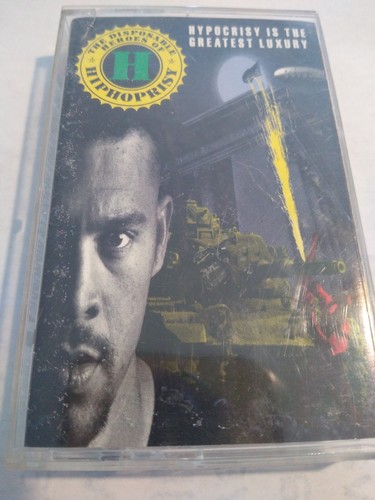 THE DISPOSABLE
HEROES OF
H
HIPHOPRISY
HYPOCRISY IS THE
GREATEST LUXURY